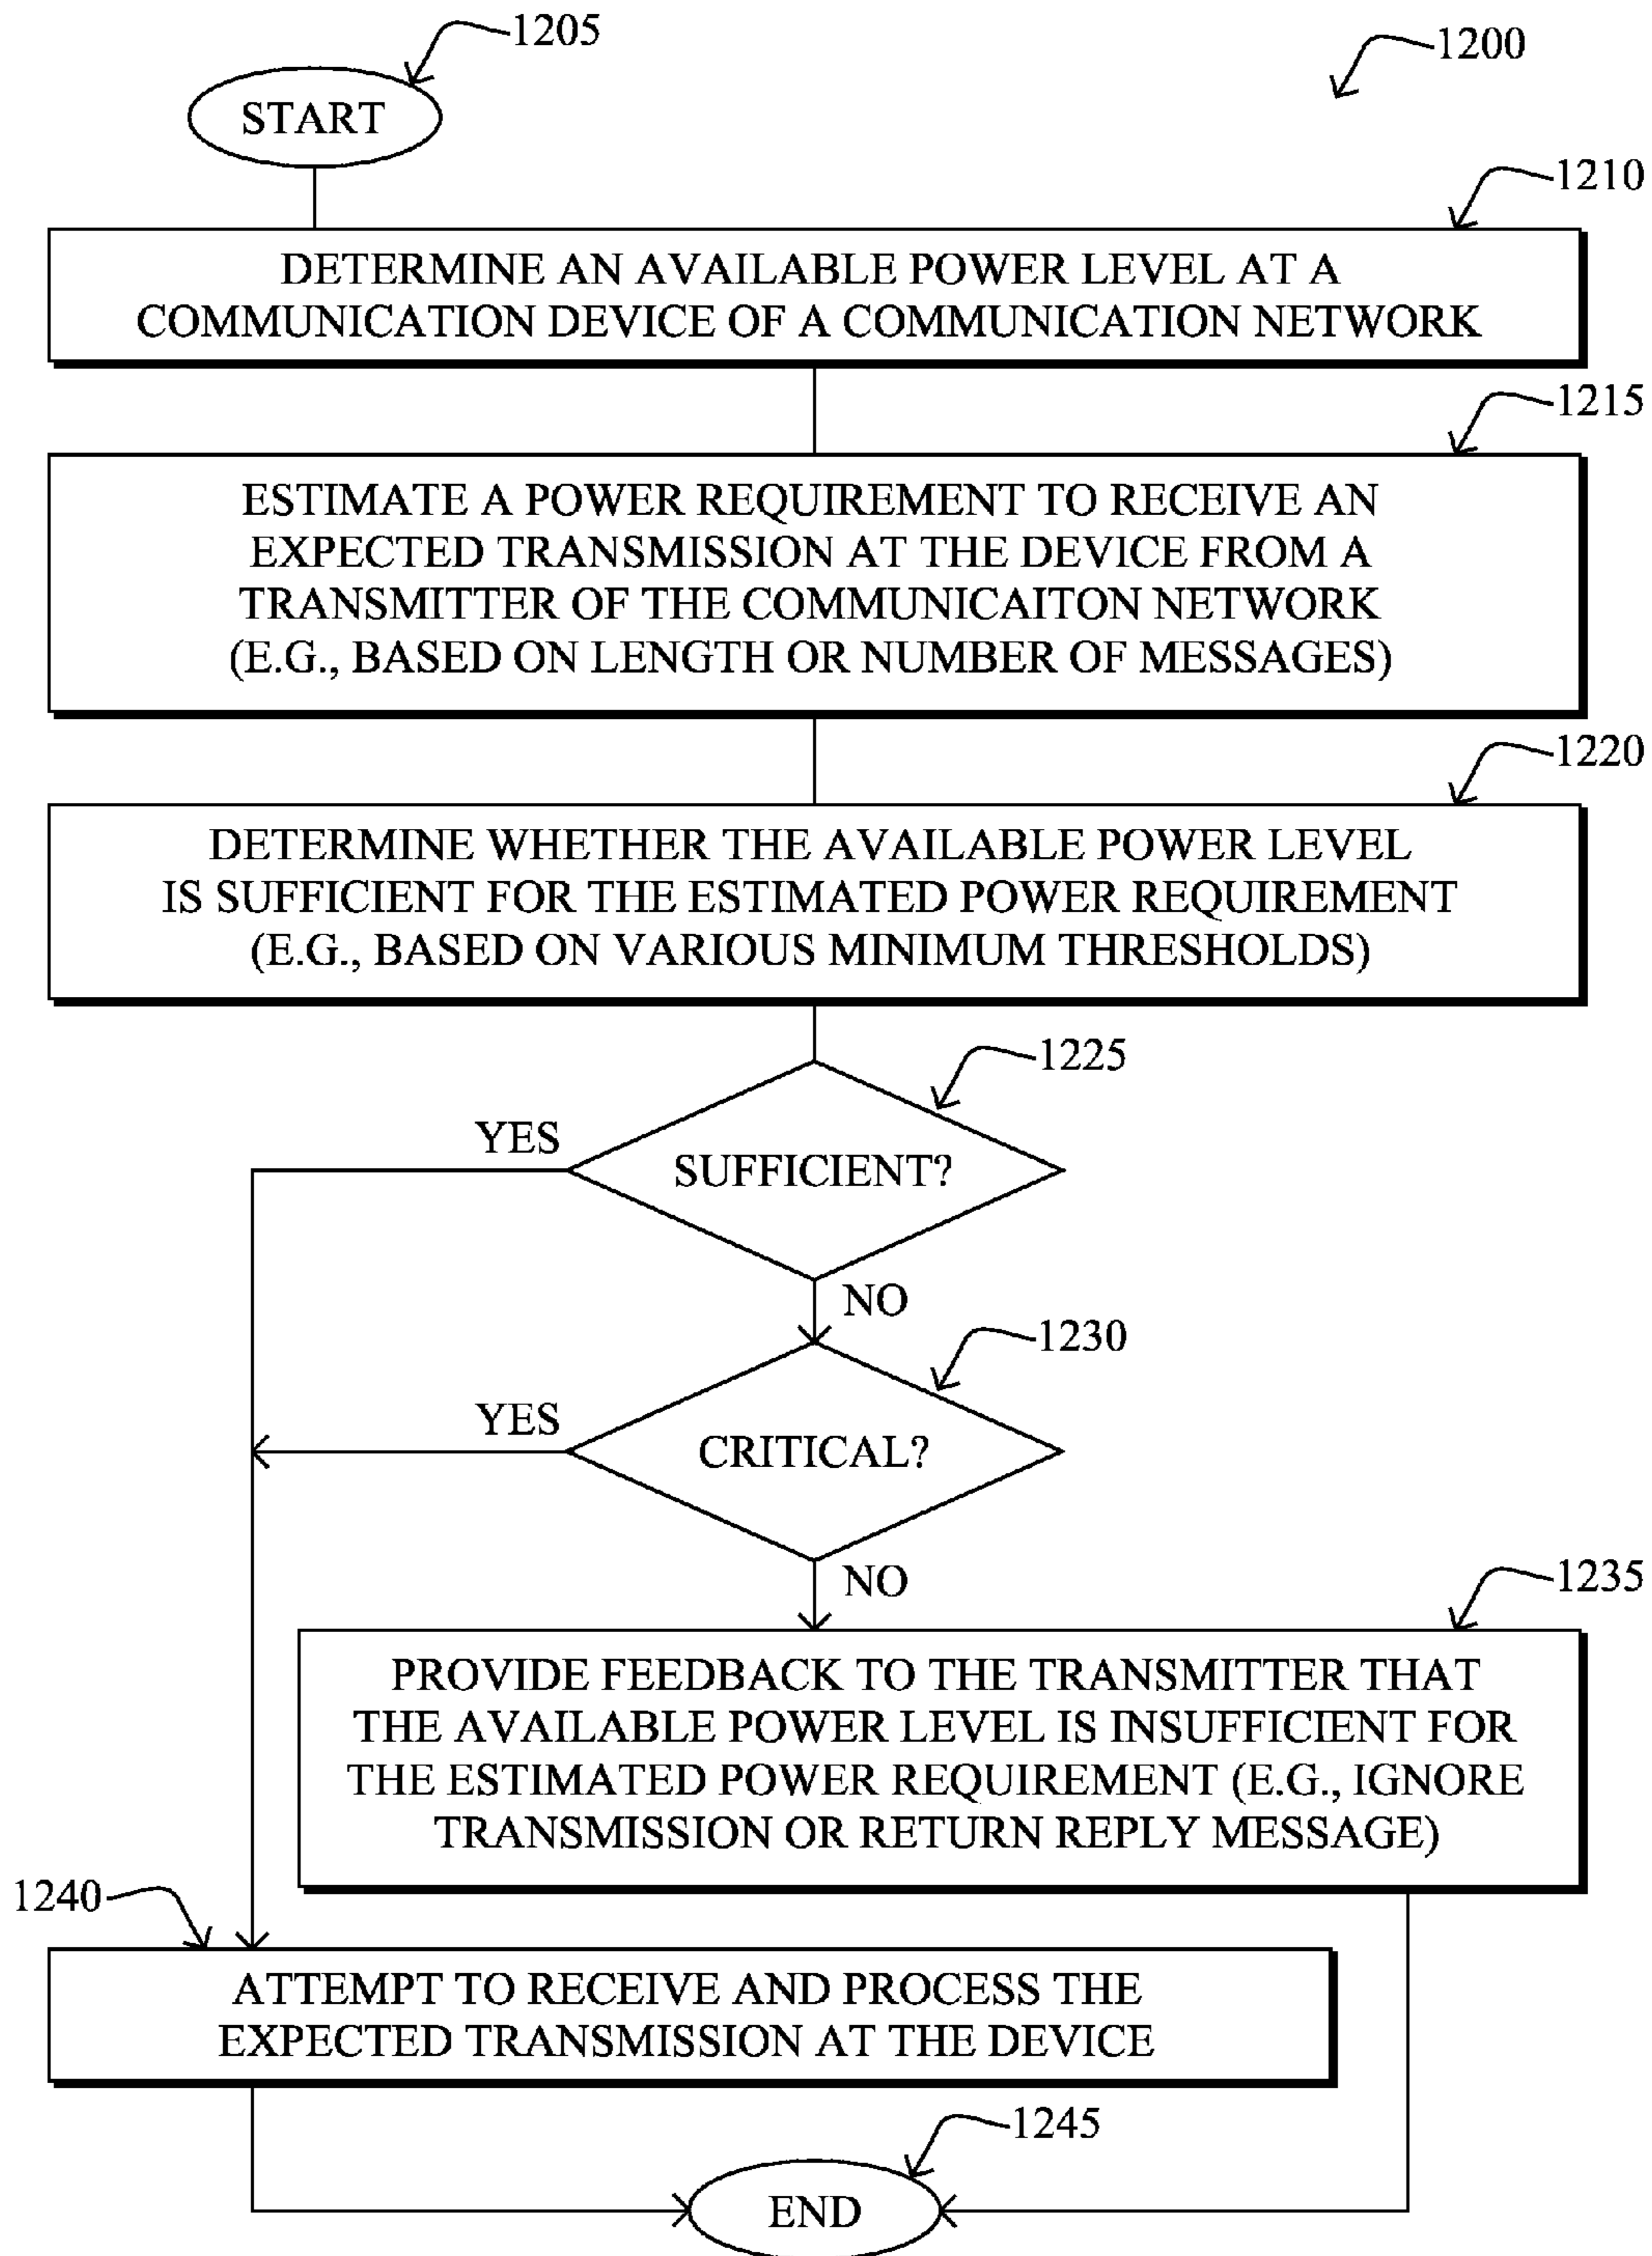 1205
1200
START
1210
DETERMINE AN AVAILABLE POWER LEVEL AT A
COMMUNICATION DEVICE OF A COMMUNICATION NETWORK
1215
ESTIMATE A POWER REQUIREMENT TO RECEIVE AN
EXPECTED TRANSMISSION AT THE DEVICE FROM A
TRANSMITTER OF THE COMMUNICAITON NETWORK
(E.G., BASED ON LENGTH OR NUMBER OF MESSAGES)
1220
DETERMINE WHETHER THE AVAILABLE POWER LEVEL
IS SUFFICIENT FOR THE ESTIMATED POWER REQUIREMENT
(E.G., BASED ON VARIOUS MINIMUM THRESHOLDS)
1225
YES
SUFFICIENT?
NO
1230
YES
CRITICAL?
NO
1235
PROVIDE FEEDBACK TO THE TRANSMITTER THAT
THE AVAILABLE POWER LEVEL IS INSUFFICIENT FOR
THE ESTIMATED POWER REQUIREMENT (E.G., IGNORE
TRANSMISSION OR RETURN REPLY MESSAGE)
1240
ATTEMPT TO RECEIVE AND PROCESS THE
EXPECTED TRANSMISSION AT THE DEVICE
1245
END